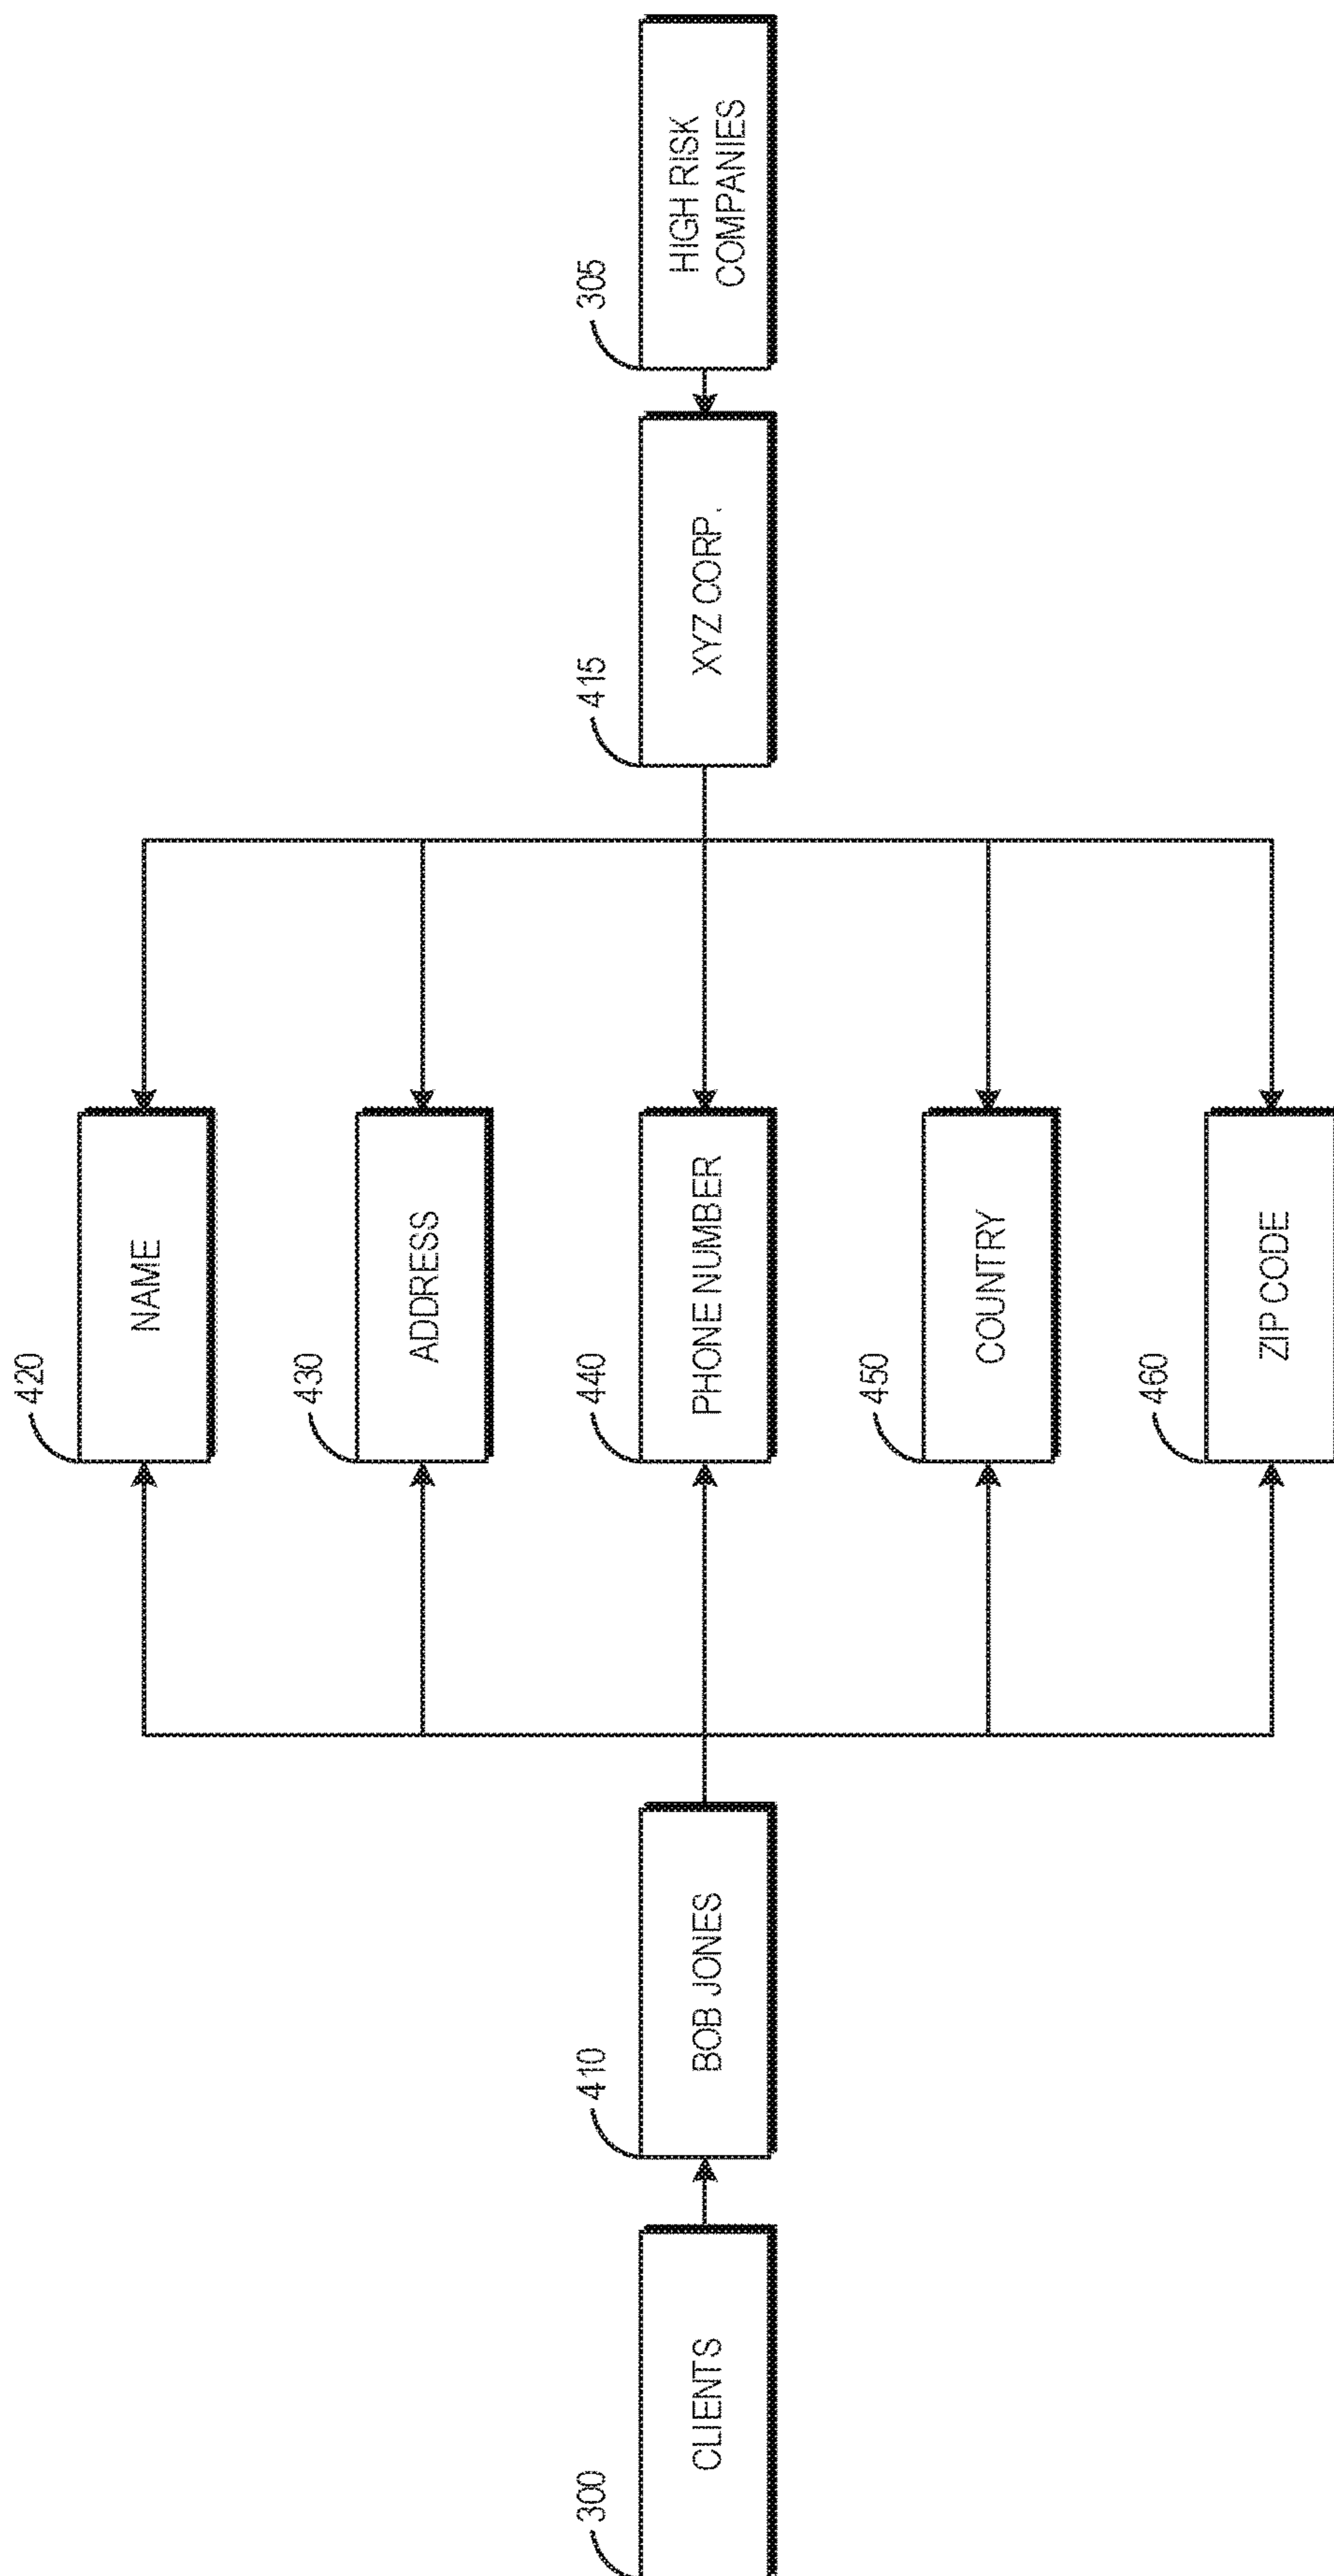 420
NAME
430
ADDRESS
300
CLIENTS
410
BOB JONES
440
PHONE NUMBER
415
XYZ CORP.
305
HIGH RISK
COMPANIES
450
COUNTRY
460
ZIP CODE